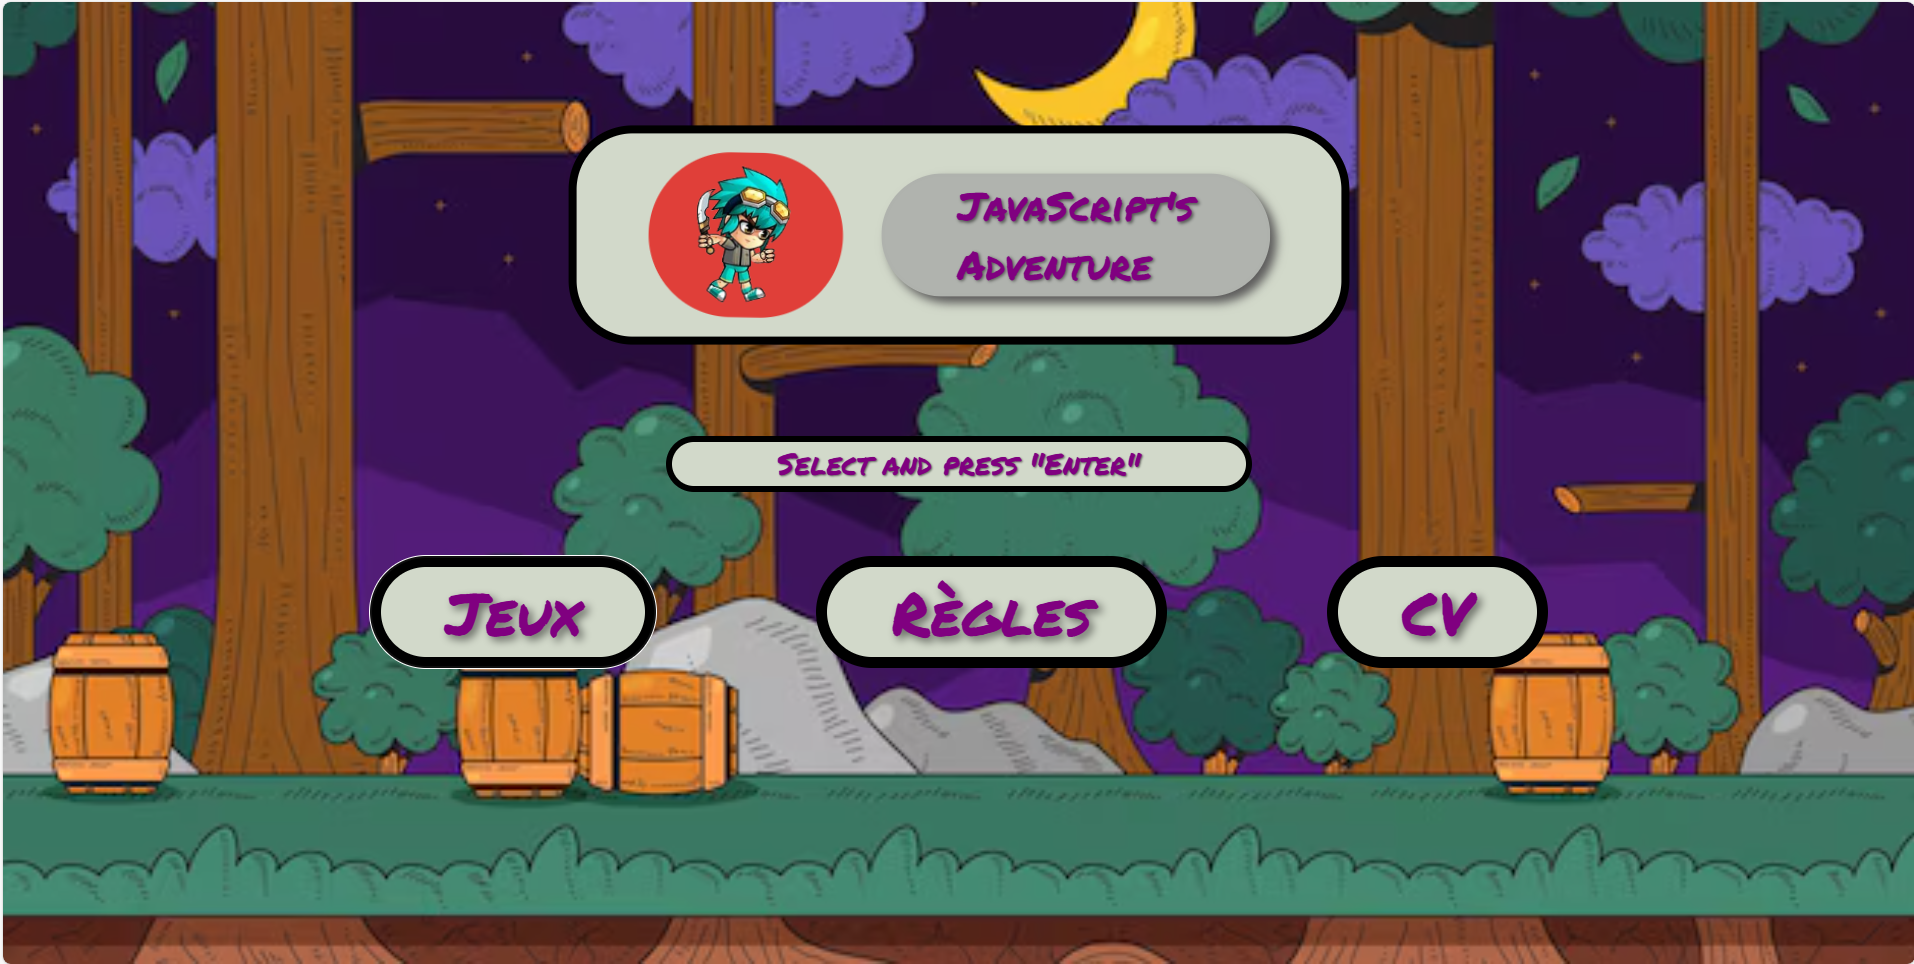 JavaScript's
Adventure
Select and press "Enter"
Jeux
Règles
CV